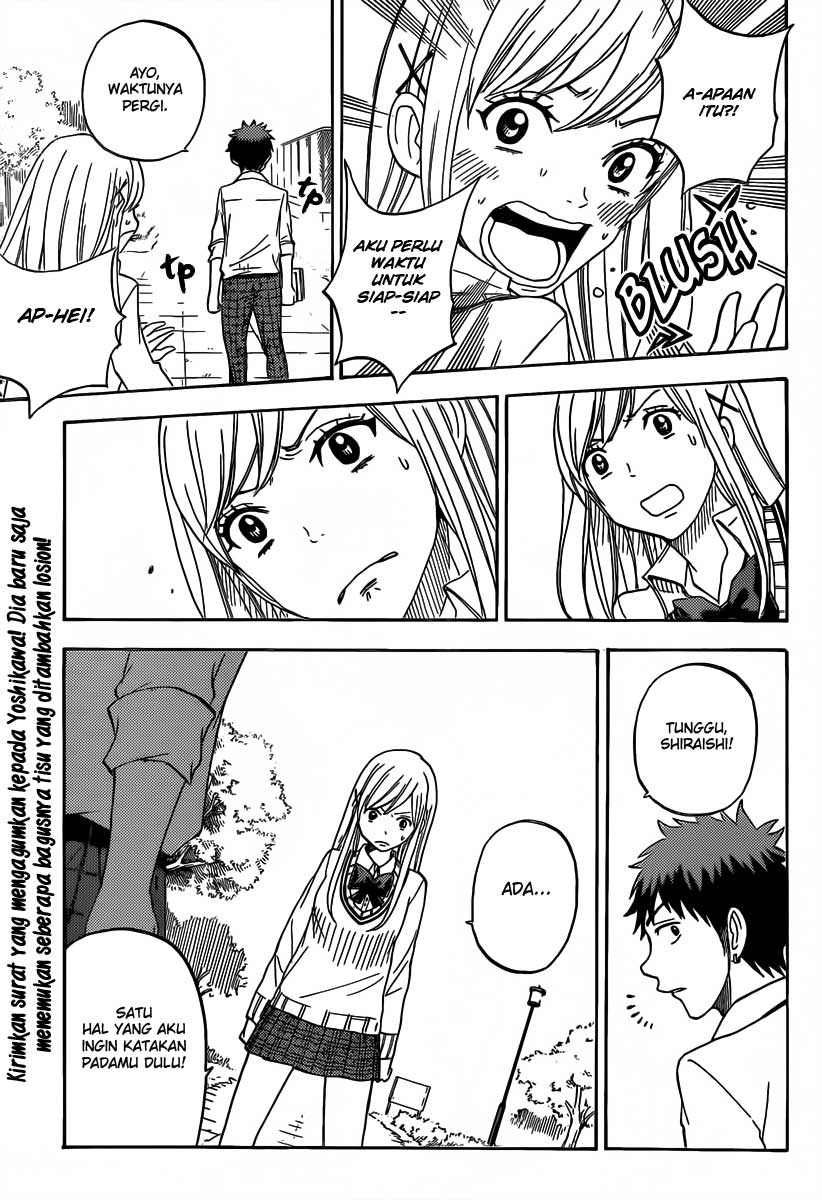 A-APAAN
ITU?!
BLUSH
AKU PERLU
WAKTU
UNTUK
SIAP-SIAP
--
AYO,
WAKTUNYA
PERGI.
tp
tp
AP-HEI!
TUNGGU,
SHIRAISHI!
ADA...
SATU
HAL YANG AKU
INGIN KATAKAN
PADAMU DULU!
Kirimkan surat yang mengagumkan kepada Yoshikawa! Dia baru saja
menemukan seberapa bagusnya tisu yang ditambahkan losion!